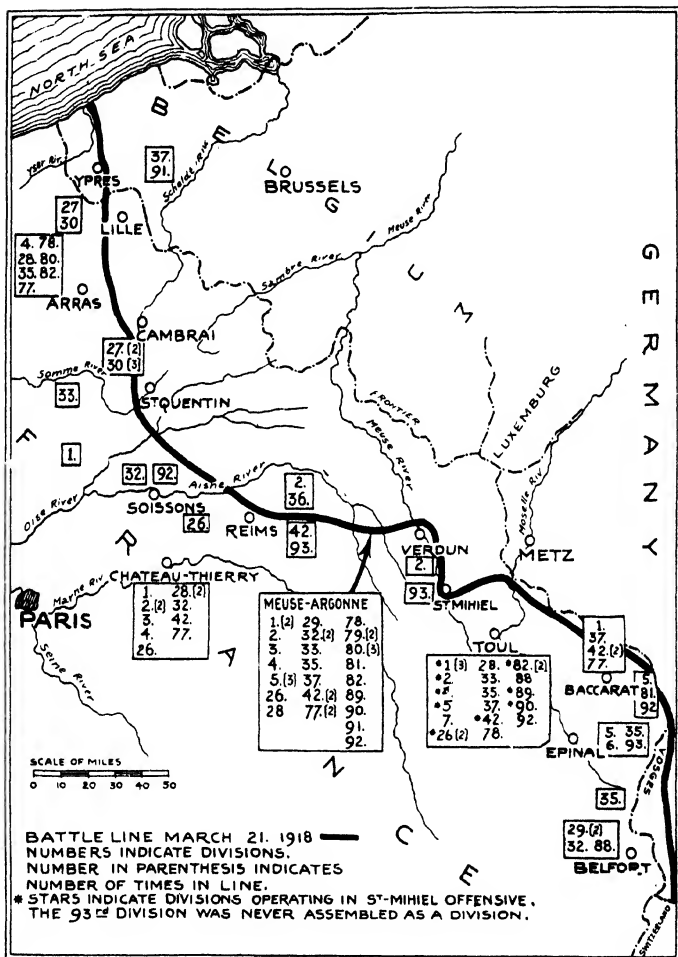 NORTH SEA
BELGIUM
GERMANY
Yser Riv.
YPRES
37.
91.
Schelde Riv.
BRUSSELS
27
30
LILLE
4. 78.
28. 80.
35. 82.
77.
ARRAS
Sambre River
Meuse River
CAMBRAI
27.(2)
30(3)
Somme River
33.
ST QUENTIN
FRONTIER
LUXEMBURG
FRANCE
1.
Meuse River
Moselle Riv.
32.
92.
Aisne River
Oise River
SOISSONS
26.
2.
36.
REIMS
42.
93.
VERDUN
2.
METZ
93.
ST MIHIEL
CHATEAU-THIERRY
Marne Riv.
PARIS
Seine River
1. 28.(2)
2.(2) 32.
3. 42.
4. 77.
26.
MEUSE-ARGONNE
1.(2) 29. 78.
2. 32.(2) 79.(2)
3. 33. 80.(3)
4. 35. 81.
5.(3) 37. 82.
26. 42.(2) 89.
28 77.(2) 90.
91.
92.
TOUL
*1(3) 28. *82.(2)
*2. 33. 88
35. *89.
*5 37. *90.
7. *42. 92.
*26(2) 78.
1.
37.
42.(2)
77.
BACCARAT
5.
81.
92
EPINAL
5. 35.
6. 93.
VOSGES
35.
29.(2)
32. 88.
BELFORT
SWITZERLAND
SCALE OF MILES
0 10 20 30 40 50
BATTLE LINE MARCH 21. 1918
NUMBERS INDICATE DIVISIONS.
NUMBER IN PARENTHESIS INDICATES
NUMBER OF TIMES IN LINE.
* STARS INDICATE DIVISIONS OPERATING IN ST-MIHIEL OFFENSIVE.
THE 93rd DIVISION WAS NEVER ASSEMBLED AS A DIVISION.